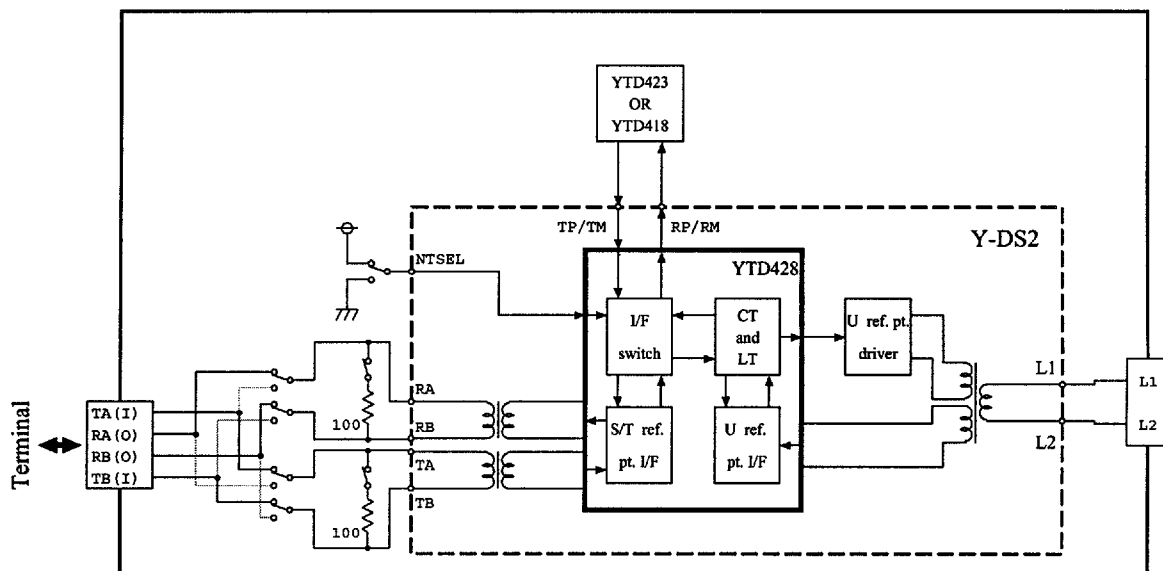 YTD423
OR
YTD418
TP/TM
RP/RM
Y-DS2
NTSEL
YTD428
I/F
switch
CT
and
LT
U ref. pt.
driver
L1
L2
L1
L2
RA
RB
TA
TB
S/T ref.
pt. I/F
U ref.
pt. I/F
100
100
Terminal
TA(I)
RA(O)
RB(O)
TB(I)